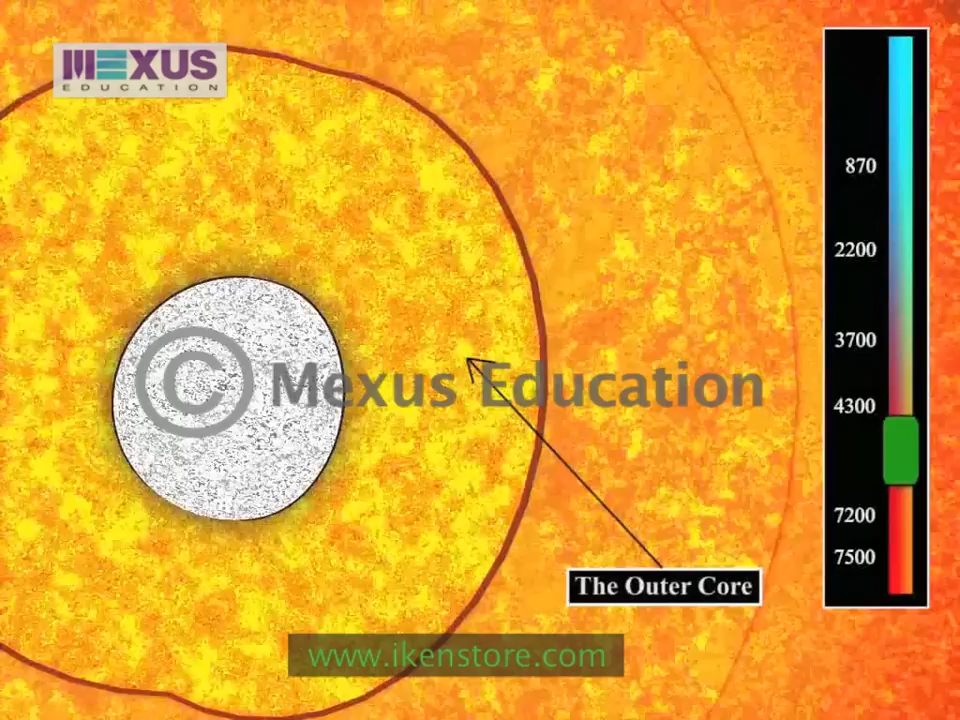 MEXUS
EDUCATION
870
2200
3700
4300
7200
7500
© Mexus Education
The Outer Core
www.ikenstore.com